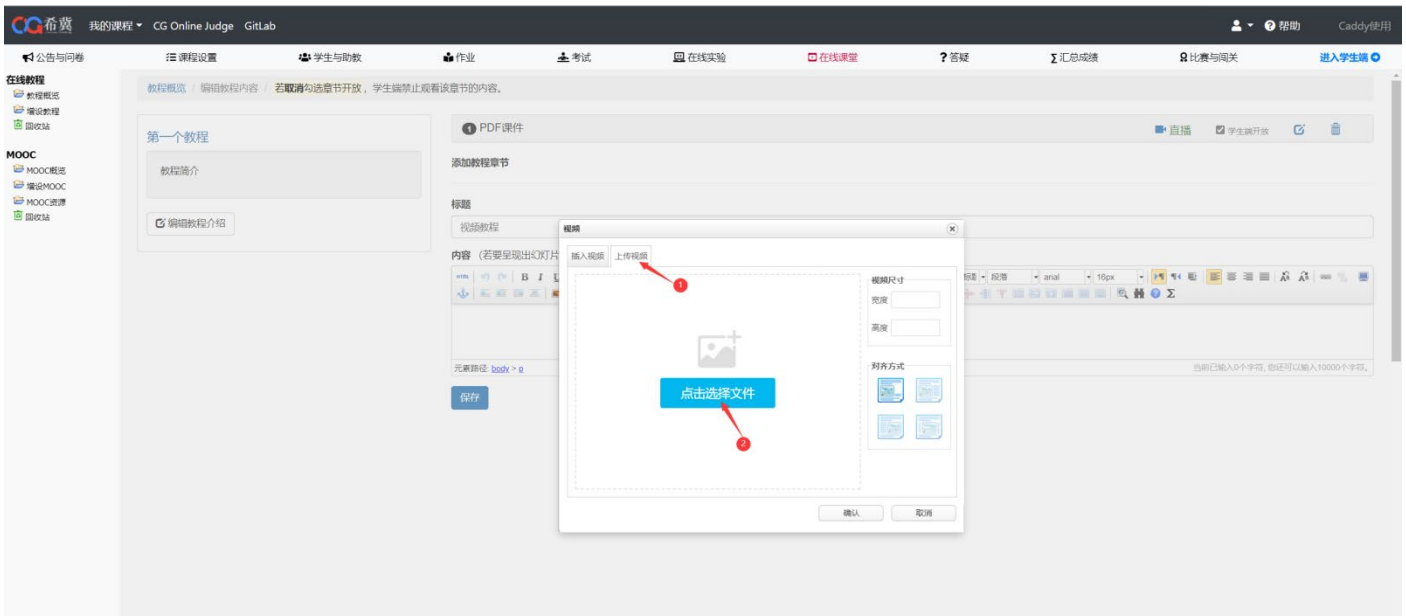 CG希冀 我的课程 CG Online Judge GitLab 帮助 Caddy使用
公告与问卷 课程设置 学生与助教 作业 考试 在线实验 在线课堂 答疑 汇总成绩 比赛与闯关 进入学生端
在线教程
教程概览
增设教程
回收站
MOOC
MOOC概览
增设MOOC
MOOC资源
回收站
教程概览 / 编辑教程内容 / 若取消勾选章节开放，学生端禁止观看该章节的内容。
第一个教程
教程简介
编辑教程介绍
1 PDF课件 直播 学生端开放
添加教程章节
标题
视频教程
内容 （若要呈现出幻灯片
HTML B I U 段落 arial 16px
元素路径: body > p
当前已输入0个字符, 您还可以输入10000个字符。
保存
视频
插入视频 上传视频
1
点击选择文件
2
视频尺寸
宽度
高度
对齐方式
确认 取消